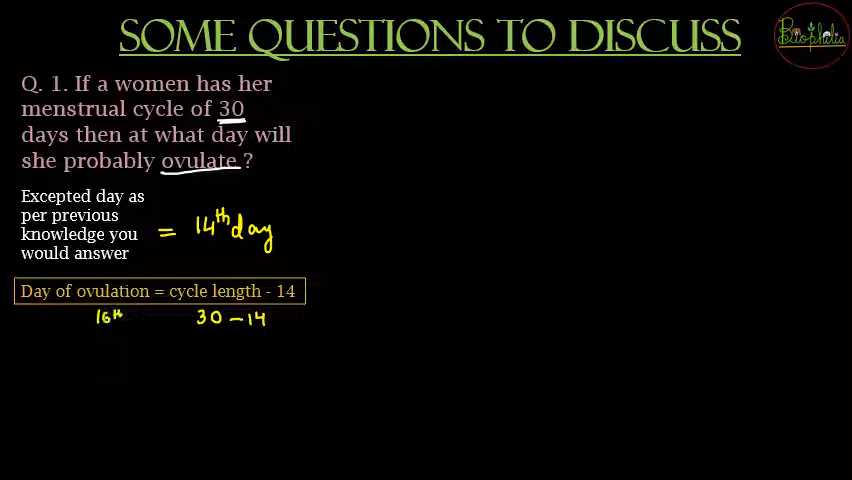 SOME QUESTIONS TO DISCUSS
Biophilia
Q. 1. If a women has her
menstrual cycle of 30
days then at what day will
she probably ovulate ?
Excepted day as
per previous
knowledge you
would answer
= 14th day
Day of ovulation = cycle length - 14
16th 30 - 14